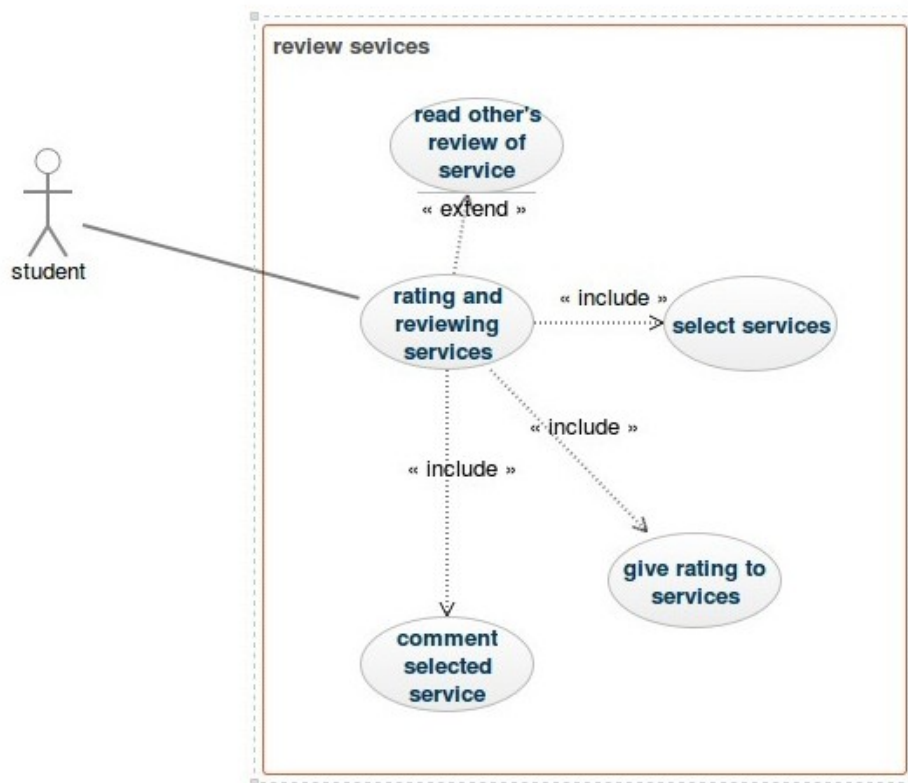 review sevices
read other's
review of
service
« extend »
student
rating and
reviewing
services
« include »
select services
« include »
« include »
give rating to
services
comment
selected
service